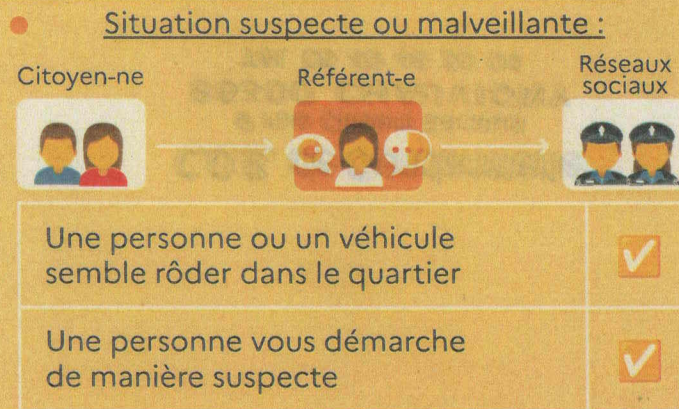 Situation suspecte ou malveillante :
Citoyen-ne
Référent-e
Réseaux
sociaux
Une personne ou un véhicule
semble rôder dans le quartier
Une personne vous démarche
de manière suspecte